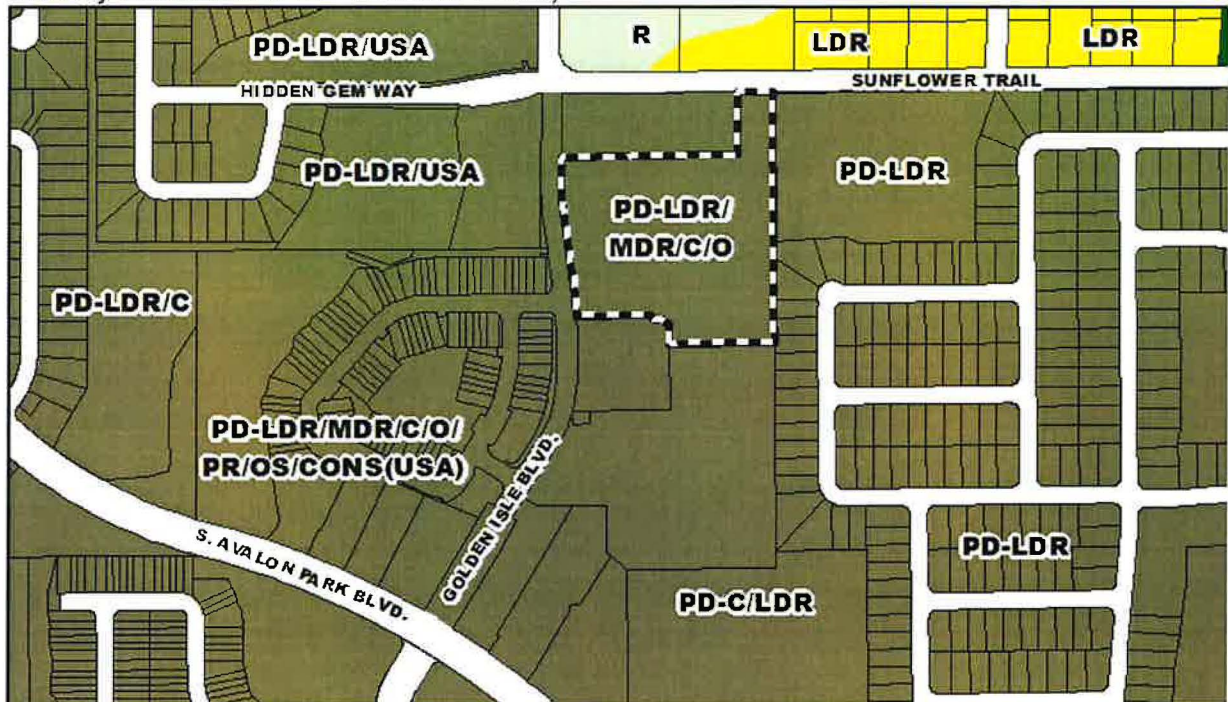 PD-LDR/USA
R
LDR
LDR
HIDDEN GEM WAY
SUNFLOWER TRAIL
PD-LDR/USA
PD-LDR
PD-LDR/
MDR/C/O
PD-LDR/C
PD-LDR/MDR/C/O/
PR/OS/CONS(USA)
GOLDEN ISLE BLVD.
S. AVALON PARK BLVD.
PD-LDR
PD-C/LDR